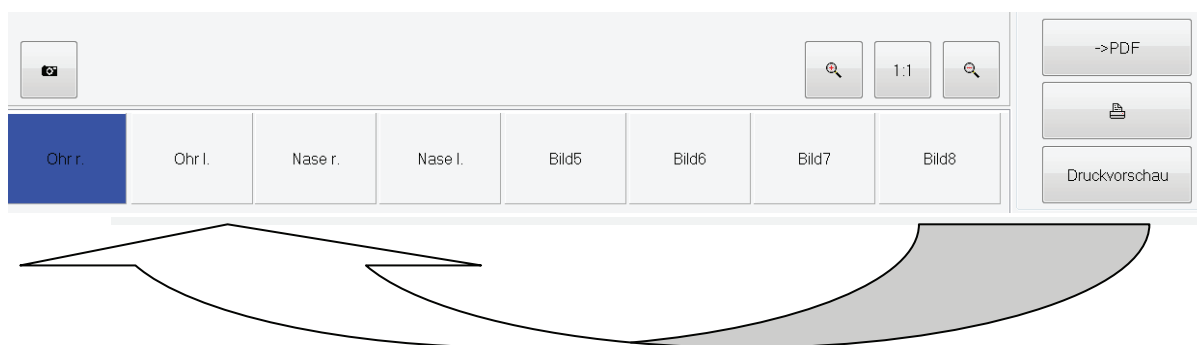 ->PDF
1:1
Ohr r. Ohr l. Nase r. Nase l. Bild5 Bild6 Bild7 Bild8
Druckvorschau